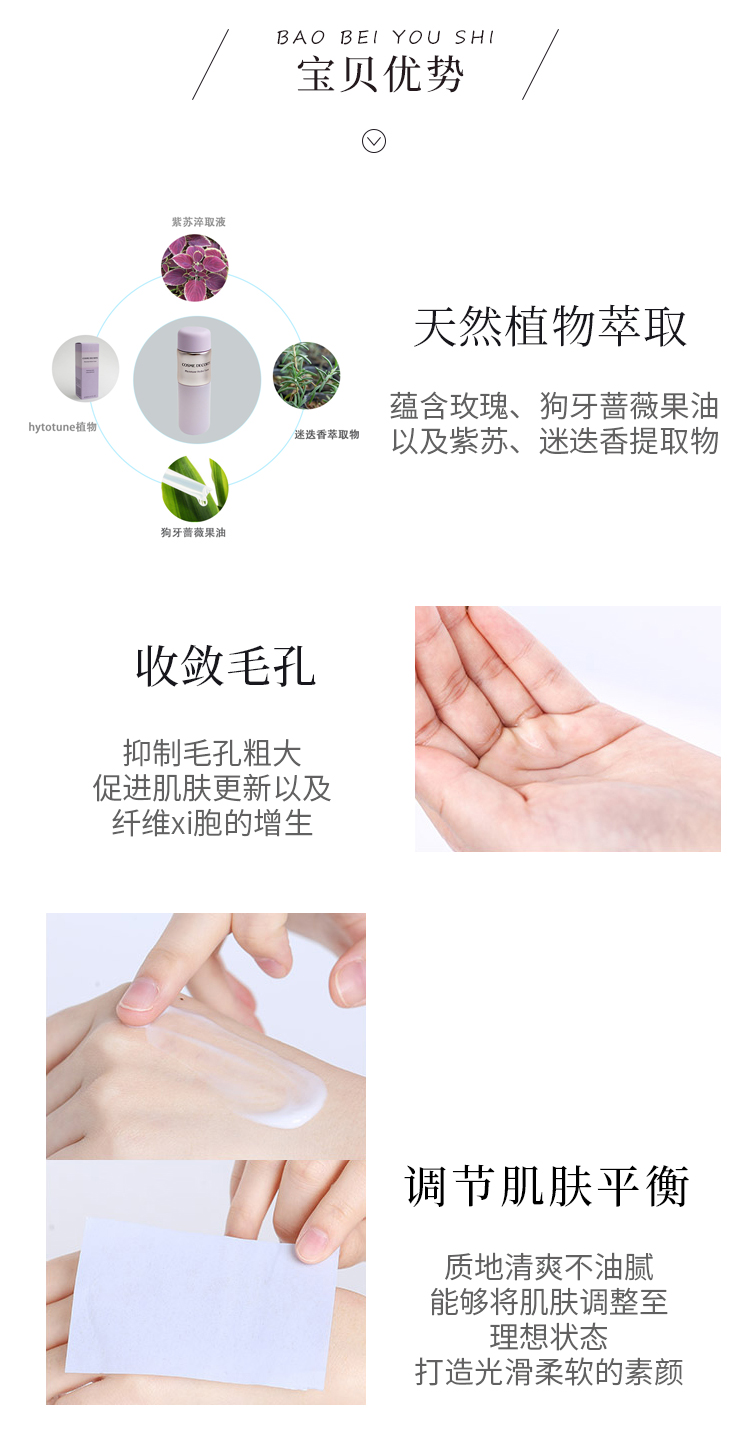 BAO BEI YOU SHI
宝贝优势
紫苏淬取液
COSME DECORTE
hytotune植物
迷迭香萃取物
狗牙蔷薇果油
天然植物萃取
蕴含玫瑰、狗牙蔷薇果油
以及紫苏、迷迭香提取物
收敛毛孔
抑制毛孔粗大
促进肌肤更新以及
纤维xi胞的增生
调节肌肤平衡
质地清爽不油腻
能够将肌肤调整至
理想状态
打造光滑柔软的素颜